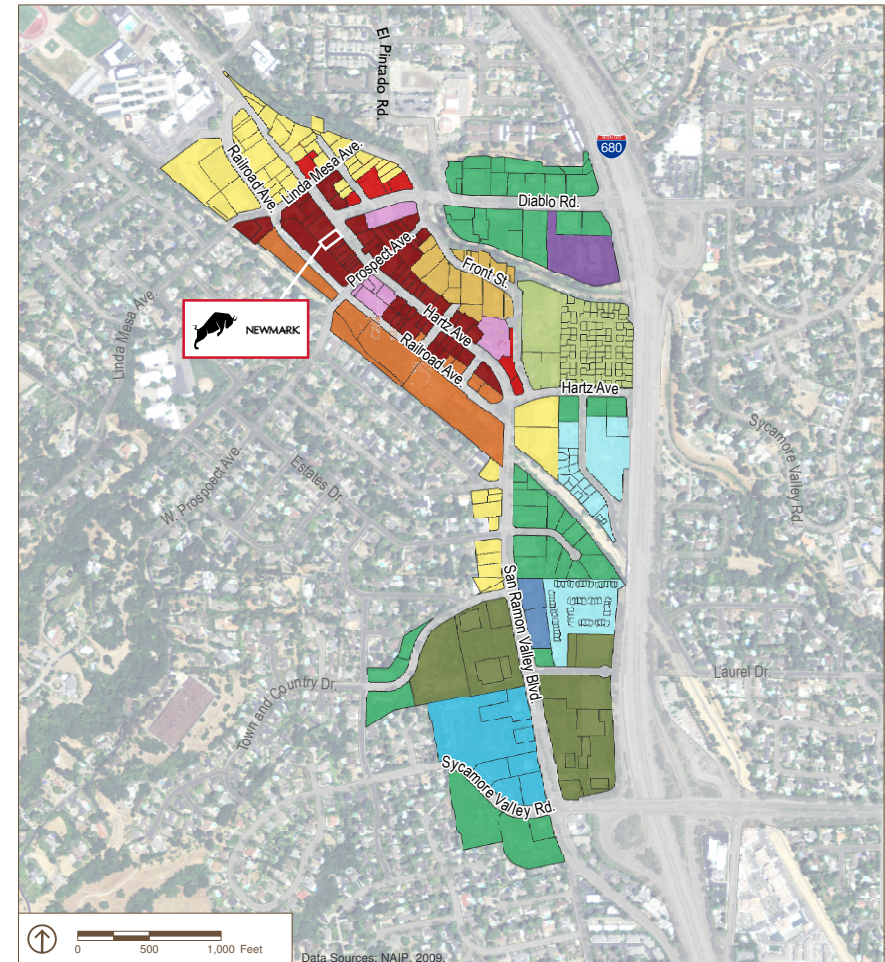 El Pintado Rd.
INTERSTATE
680
Railroad Ave.
Linda Mesa Ave.
Diablo Rd.
Prospect Ave.
Front St.
NEWMARK
Linda Mesa Ave.
Hartz Ave
Railroad Ave.
Hartz Ave
Sycamore Valley Rd.
W. Prospoect Ave.
Estates Dr.
San Ramon Valley Blvd.
Laurel Dr.
Town and Country Dr.
Sycamore Valley Rd.
0 500 1,000 Feet
Data Sources: NAIP, 2009.